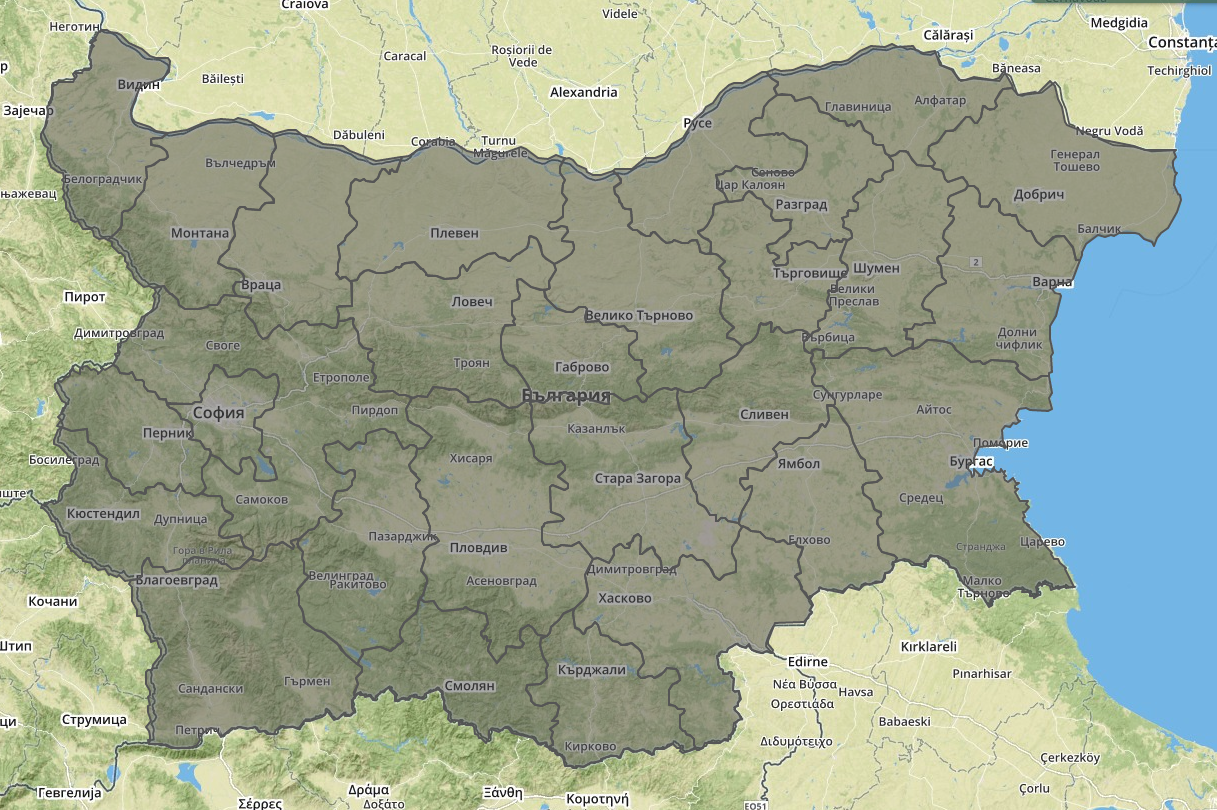 Craiova
Videle
Неготин
Medgidia
Călărași
Constanța
Roșiorii de
Vede
Caracal
Băneasa
Techirghiol
Видин
Băilești
Alexandria
Зајечар
Главиница
Алфатар
Русе
Negru Vodă
Dăbuleni
Corabia
Turnu
Măgurele
Вълчедръм
Генерал
Тошево
Белоградчик
Сеново
Цар Калоян
Добрич
њажевац
Разград
Балчик
Монтана
Плевен
2
Търговище
Шумен
Варна
Враца
Велики
Преслав
Пирот
Ловеч
Велико Търново
Димитровград
Своге
Върбица
Долни
чифлик
Троян
Габрово
Етрополе
България
Сунгурларе
София
Пирдоп
Сливен
Айтос
Перник
Казанлък
Поморие
Босилеград
Хисаря
Ямбол
Бургас
Стара Загора
Самоков
Средец
Кюстендил
Дупница
Пазарджик
Пловдив
Елхово
Царево
Странджа
Гора в Рила
планина
Благоевград
Велинград
Ракитово
Асеновград
Димитровград
Малко
Търново
Кочани
Хасково
Штип
Kırklareli
Edirne
Кърджали
Pınarhisar
Сандански
Гърмен
Смолян
Νέα Βύσσα
Havsa
Ορεστιάδα
Струмица
Петрич
Babaeski
Διδυμότειχο
Кирково
Çerkezköy
Гевгелија
Δράμα
Ξάνθη
Çorlu
Σέρρες
Δοξάτο
Κομοτηνή
EO51